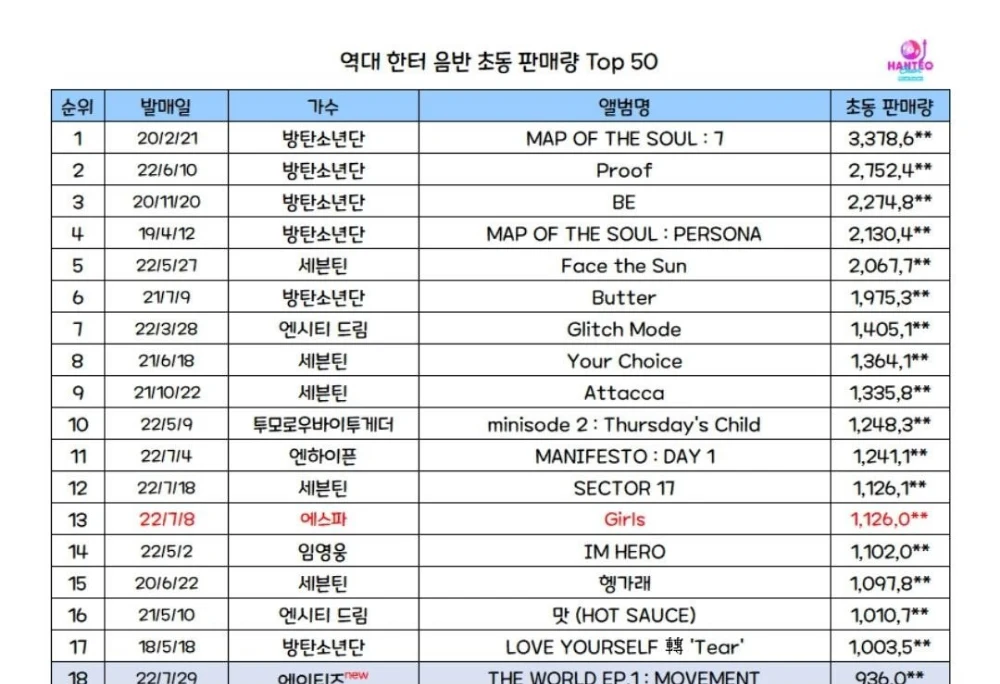 역대 한터 음반 초동 판매량 Top 50
HANTEO
순위 발매일 가수 앨범명 초동 판매량
1 20/2/21 방탄소년단 MAP OF THE SOUL : 7 3,378,6**
2 22/6/10 방탄소년단 Proof 2,752,4**
3 20/11/20 방탄소년단 BE 2,274,8**
4 19/4/12 방탄소년단 MAP OF THE SOUL : PERSONA 2,130,4**
5 22/5/27 세븐틴 Face the Sun 2,067,7**
6 21/7/9 방탄소년단 Butter 1,975,3**
7 22/3/28 엔시티 드림 Glitch Mode 1,405,1**
8 21/6/18 세븐틴 Your Choice 1,364,1**
9 21/10/22 세븐틴 Attacca 1,335,8**
10 22/5/9 투모로우바이투게더 minisode 2 : Thursday's Child 1,248,3**
11 22/7/4 엔하이픈 MANIFESTO : DAY 1 1,241,1**
12 22/7/18 세븐틴 SECTOR 17 1,126,1**
13 22/7/8 에스파 Girls 1,126,0**
14 22/5/2 임영웅 IM HERO 1,102,0**
15 20/6/22 세븐틴 헹가래 1,097,8**
16 21/5/10 엔시티 드림 맛 (HOT SAUCE) 1,010,7**
17 18/5/18 방탄소년단 LOVE YOURSELF 轉 'Tear' 1,003,5**
18 22/7/29 에이티즈new THE WORLD EP.1 : MOVEMENT 936,0**